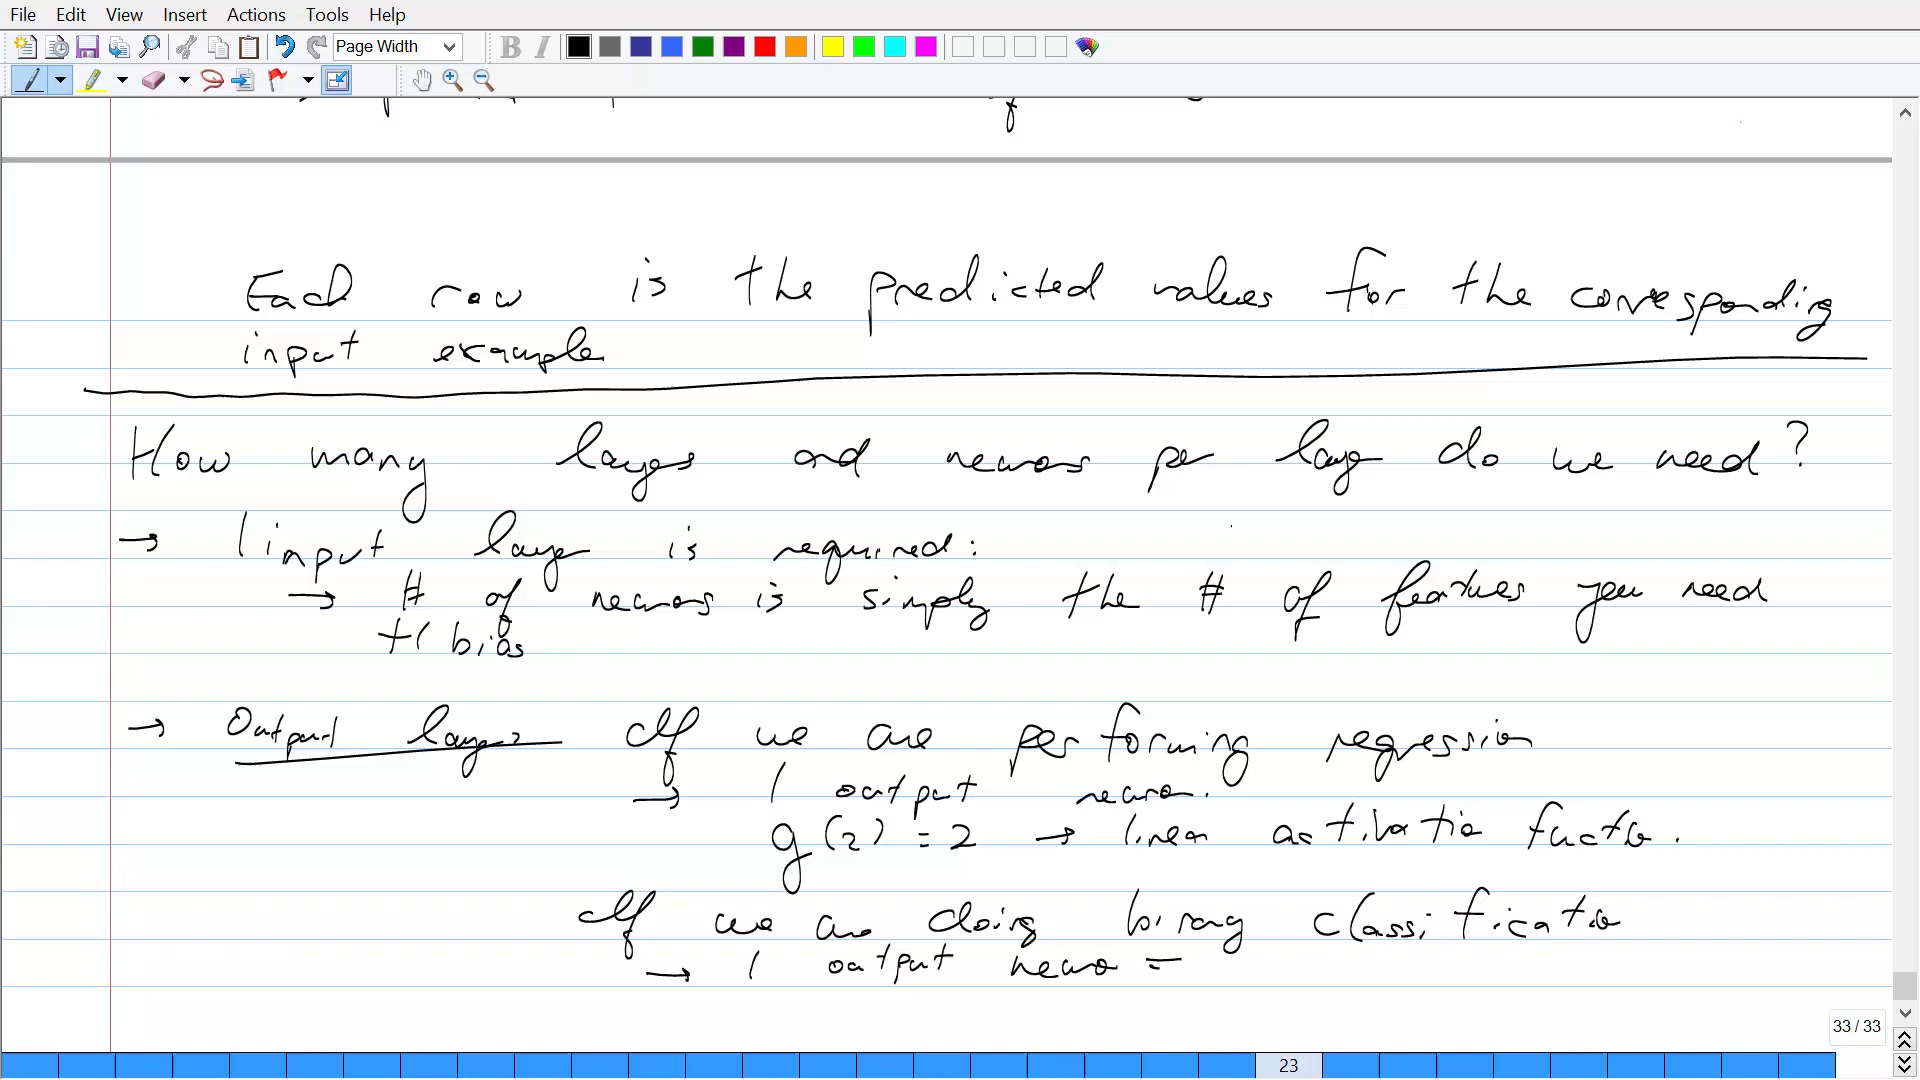 File Edit View Insert Actions Tools Help
Page Width
B I
Each row is the predicted values for the corresponding
input example
How many layers and neurons per layer do we need?
→ 1 input layer is required:
→ # of neurons is simply the # of features you need
+1 bias
→ Output layer If we are performing regression
→ 1 output neuron.
g(z) = z → linear activation function.
If we are doing binary classification
→ 1 output neuron =
33 / 33
23